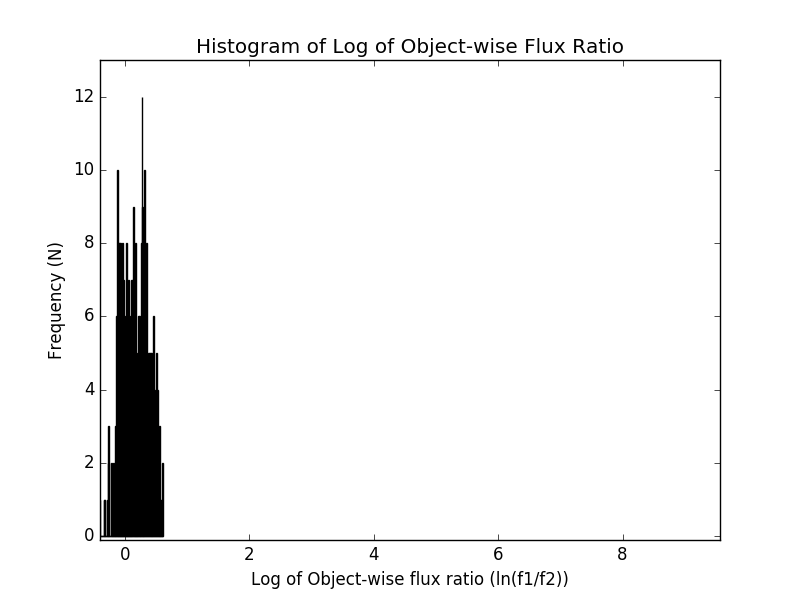 Histogram of Log of Object-wise Flux Ratio
12
10
8
6
4
2
0
Frequency (N)
0 2 4 6 8
Log of Object-wise flux ratio (ln(f1/f2))